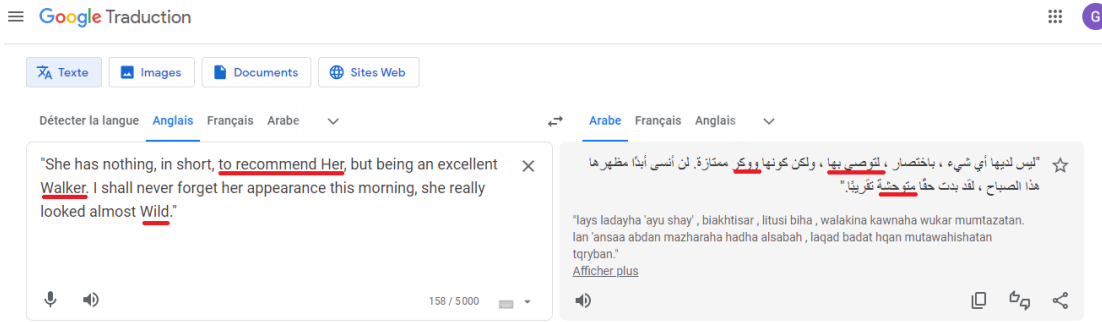 Google Traduction
G
Texte Images Documents Sites Web
Détecter la langue Anglais Français Arabe
Arabe Français Anglais
"She has nothing, in short, to recommend Her, but being an excellent
Walker. I shall never forget her appearance this morning, she really
looked almost Wild."
158 / 5000
"ليس لديها أي شيء ، باختصار ، لتوصي بها ، ولكن كونها ووكر ممتازة. لن أنسى أبدًا مظهرها
هذا الصباح ، لقد بدت حقًا متوحشة تقريبًا."
"lays ladayha 'ayu shay' , biakhtisar , litusi biha , walakina kawnaha wukar mumtazatan.
lan 'ansaa abdan mazharaha hadha alsabah , laqad badat hqan mutawahishatan
tqryban."
Afficher plus